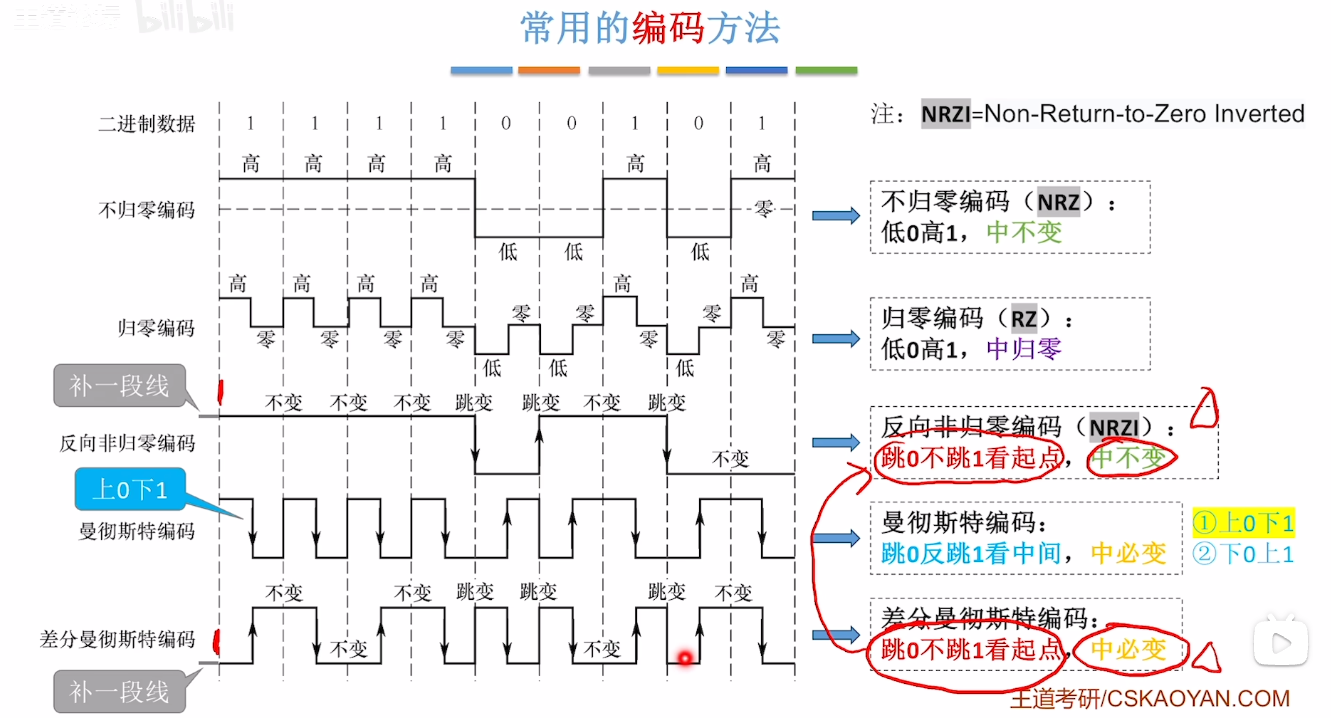 bilibili
常用的编码方法
二进制数据 1 1 1 1 0 0 1 0 1
注：NRZI=Non-Return-to-Zero Inverted
高 高 高 高 高 高
不归零编码 零
低 低 低
不归零编码（NRZ）：
低0高1，中不变
高 高 高 高 零 零 高 零 高
归零编码 零 零 零 零 零 零
低 低 低
归零编码（RZ）：
低0高1，中归零
补一段线
不变 不变 不变 跳变 跳变 不变 跳变
反向非归零编码 不变
反向非归零编码（NRZI）：
跳0不跳1看起点，中不变
上0下1
曼彻斯特编码
曼彻斯特编码：
跳0反跳1看中间，中必变
①上0下1
②下0上1
不变 不变 跳变 跳变 跳变 不变
差分曼彻斯特编码 不变 不变
补一段线
差分曼彻斯特编码：
跳0不跳1看起点，中必变
王道考研/CSKAOYAN.COM